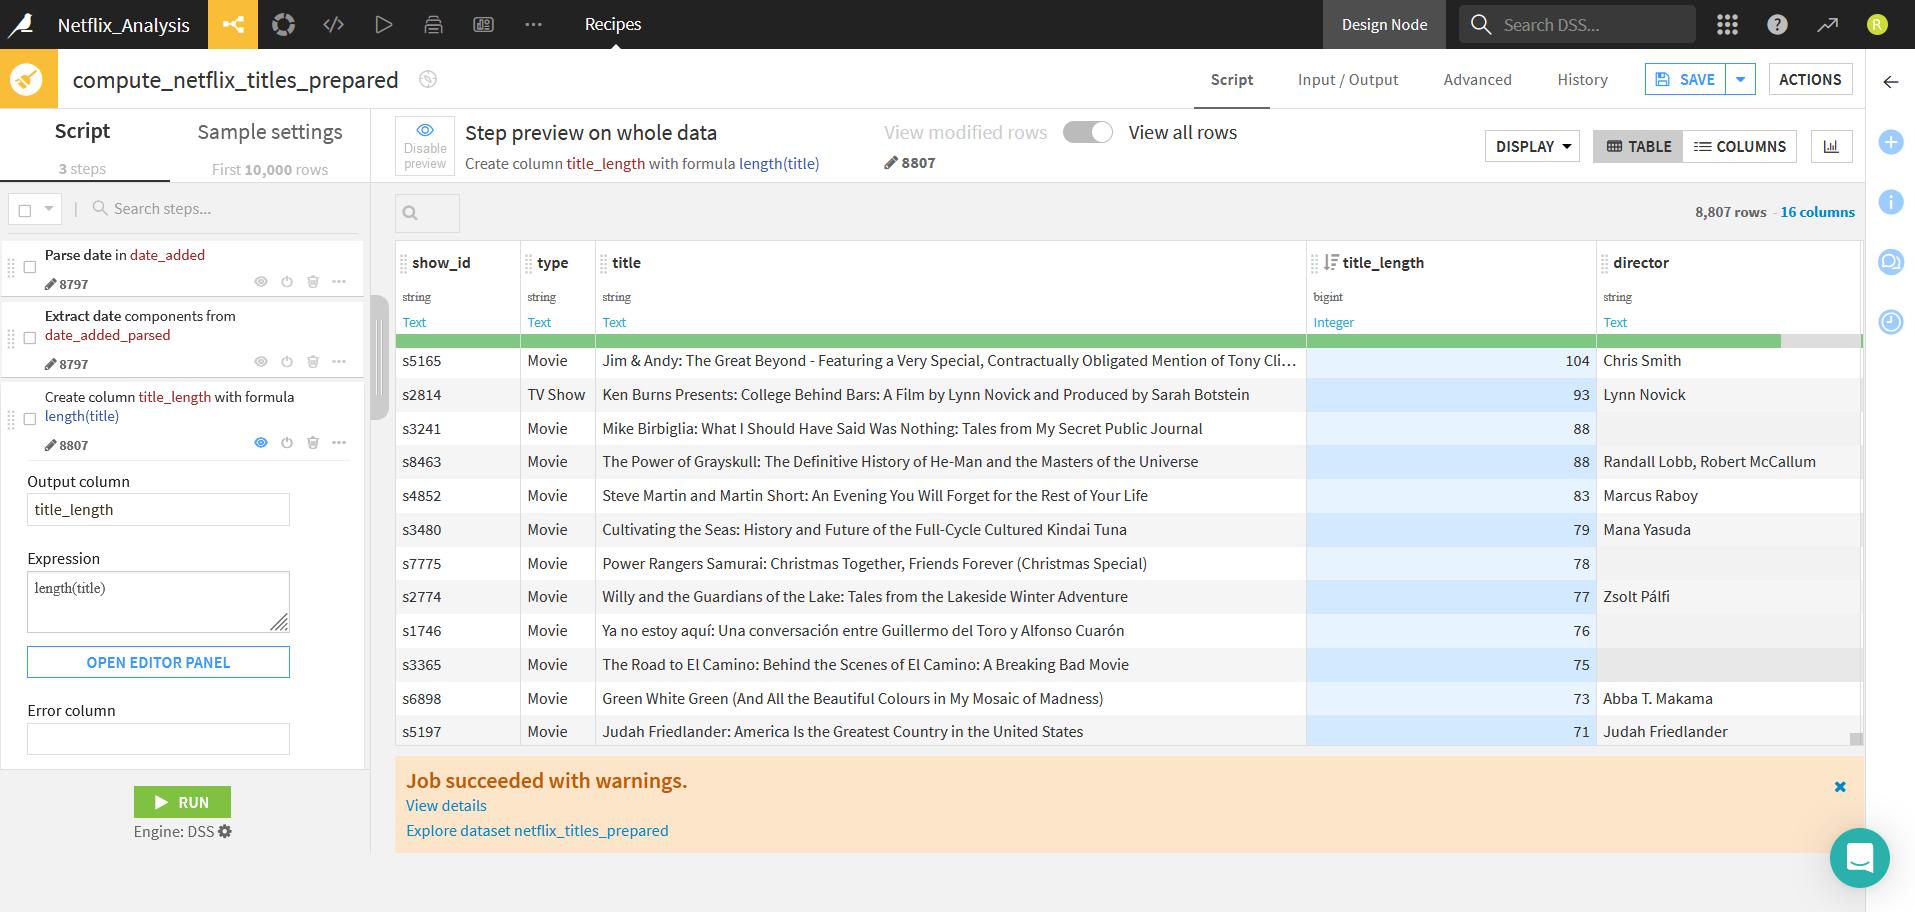 Netflix_Analysis
Recipes
Design Node
Search DSS...
R
compute_netflix_titles_prepared
Script
Input / Output
Advanced
History
SAVE
ACTIONS
Script
Sample settings
3 steps
First 10,000 rows
Disable preview
Step preview on whole data
Create column title_length with formula length(title)
View modified rows
View all rows
8807
DISPLAY
TABLE
COLUMNS
Search steps...
8,807 rows - 16 columns
Parse date in date_added
8797
Extract date components from
date_added_parsed
8797
Create column title_length with formula
length(title)
8807
Output column
title_length
Expression
length(title)
OPEN EDITOR PANEL
Error column
RUN
Engine: DSS
show_id type title title_length director
string string string bigint string
Text Text Text Integer Text
s5165 Movie Jim & Andy: The Great Beyond - Featuring a Very Special, Contractually Obligated Mention of Tony Cli... 104 Chris Smith
s2814 TV Show Ken Burns Presents: College Behind Bars: A Film by Lynn Novick and Produced by Sarah Botstein 93 Lynn Novick
s3241 Movie Mike Birbiglia: What I Should Have Said Was Nothing: Tales from My Secret Public Journal 88
s8463 Movie The Power of Grayskull: The Definitive History of He-Man and the Masters of the Universe 88 Randall Lobb, Robert McCallum
s4852 Movie Steve Martin and Martin Short: An Evening You Will Forget for the Rest of Your Life 83 Marcus Raboy
s3480 Movie Cultivating the Seas: History and Future of the Full-Cycle Cultured Kindai Tuna 79 Mana Yasuda
s7775 Movie Power Rangers Samurai: Christmas Together, Friends Forever (Christmas Special) 78
s2774 Movie Willy and the Guardians of the Lake: Tales from the Lakeside Winter Adventure 77 Zsolt Pálfi
s1746 Movie Ya no estoy aquí: Una conversación entre Guillermo del Toro y Alfonso Cuarón 76
s3365 Movie The Road to El Camino: Behind the Scenes of El Camino: A Breaking Bad Movie 75
s6898 Movie Green White Green (And All the Beautiful Colours in My Mosaic of Madness) 73 Abba T. Makama
s5197 Movie Judah Friedlander: America Is the Greatest Country in the United States 71 Judah Friedlander
Job succeeded with warnings.
View details
Explore dataset netflix_titles_prepared